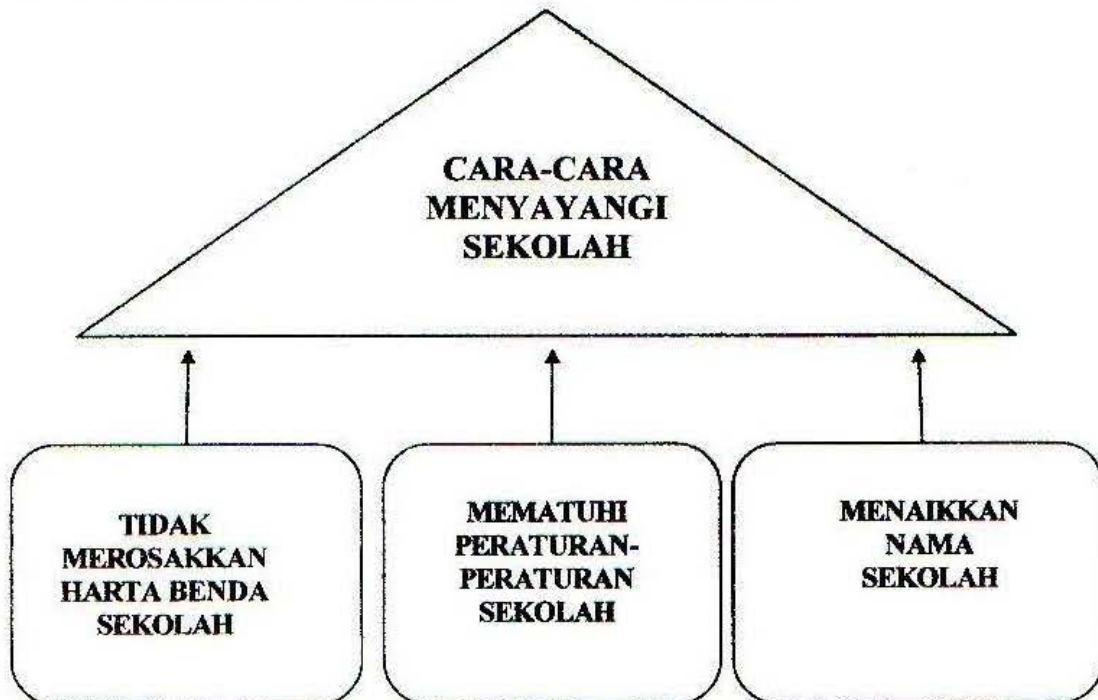 CARA-CARA
MENYAYANGI
SEKOLAH
TIDAK
MEROSAKKAN
HARTA BENDA
SEKOLAH
MEMATUHI
PERATURAN-
PERATURAN
SEKOLAH
MENAIKKAN
NAMA
SEKOLAH